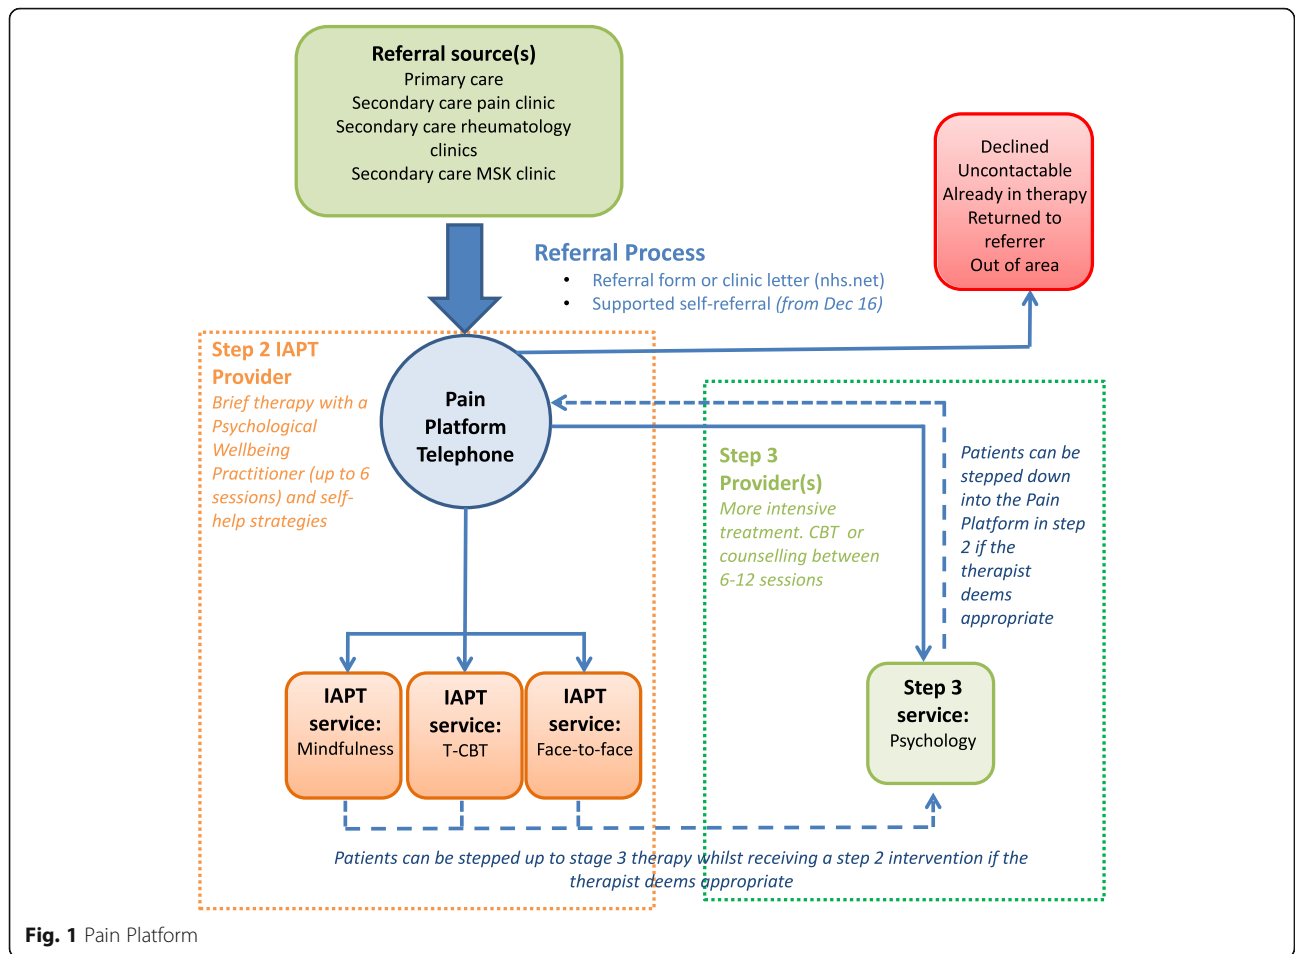 Referral source(s)
Primary care
Secondary care pain clinic
Secondary care rheumatology
clinics
Secondary care MSK clinic
Declined
Uncontactable
Already in therapy
Returned to
referrer
Out of area
Referral Process
• Referral form or clinic letter (nhs.net)
• Supported self-referral (from Dec 16)
Step 2 IAPT
Provider
Brief therapy with a
Psychological
Wellbeing
Practitioner (up to 6
sessions) and self-
help strategies
Pain
Platform
Telephone
Step 3
Provider(s)
More intensive
treatment. CBT or
counselling between
6-12 sessions
Patients can be
stepped down
into the Pain
Platform in step
2 if the
therapist
deems
appropriate
IAPT
service:
Mindfulness
IAPT
service:
T-CBT
IAPT
service:
Face-to-face
Step 3
service:
Psychology
Patients can be stepped up to stage 3 therapy whilst receiving a step 2 intervention if the
therapist deems appropriate
Fig. 1 Pain Platform